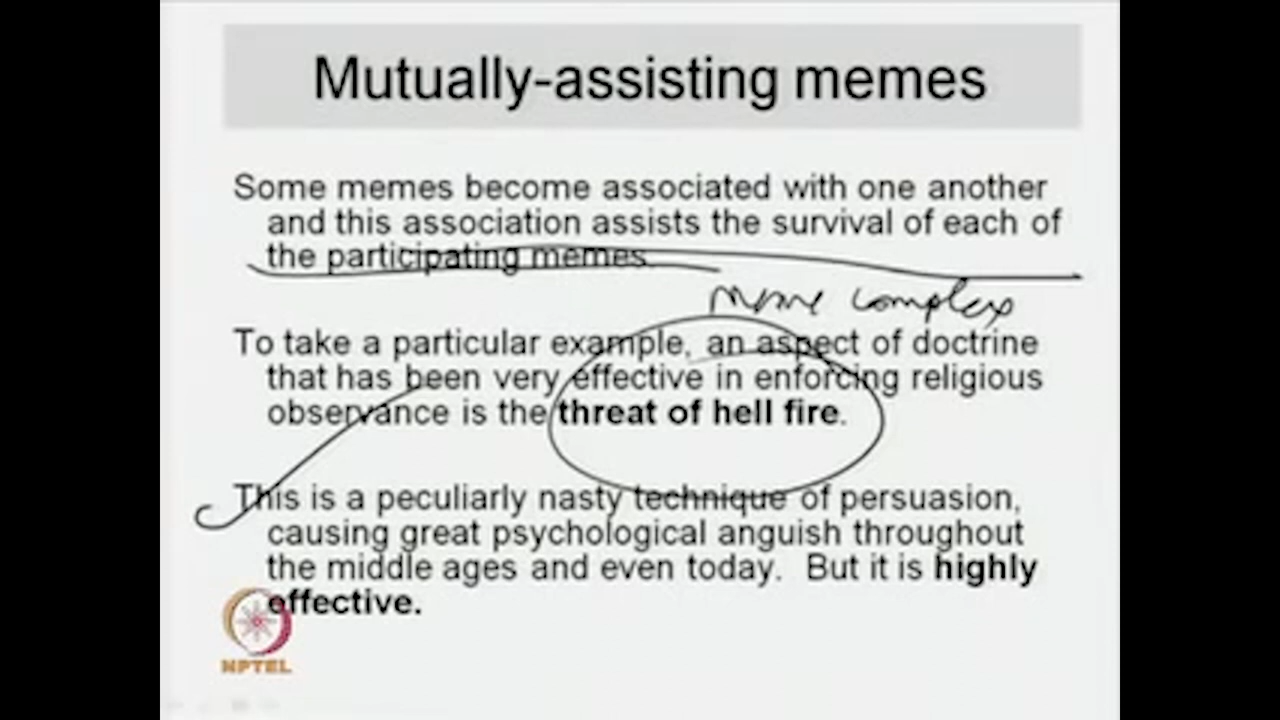 Mutually-assisting memes
Some memes become associated with one another
and this association assists the survival of each of
the participating memes.
more complex
To take a particular example, an aspect of doctrine
that has been very effective in enforcing religious
observance is the threat of hell fire.
This is a peculiarly nasty technique of persuasion,
causing great psychological anguish throughout
the middle ages and even today. But it is highly
effective.
NPTEL